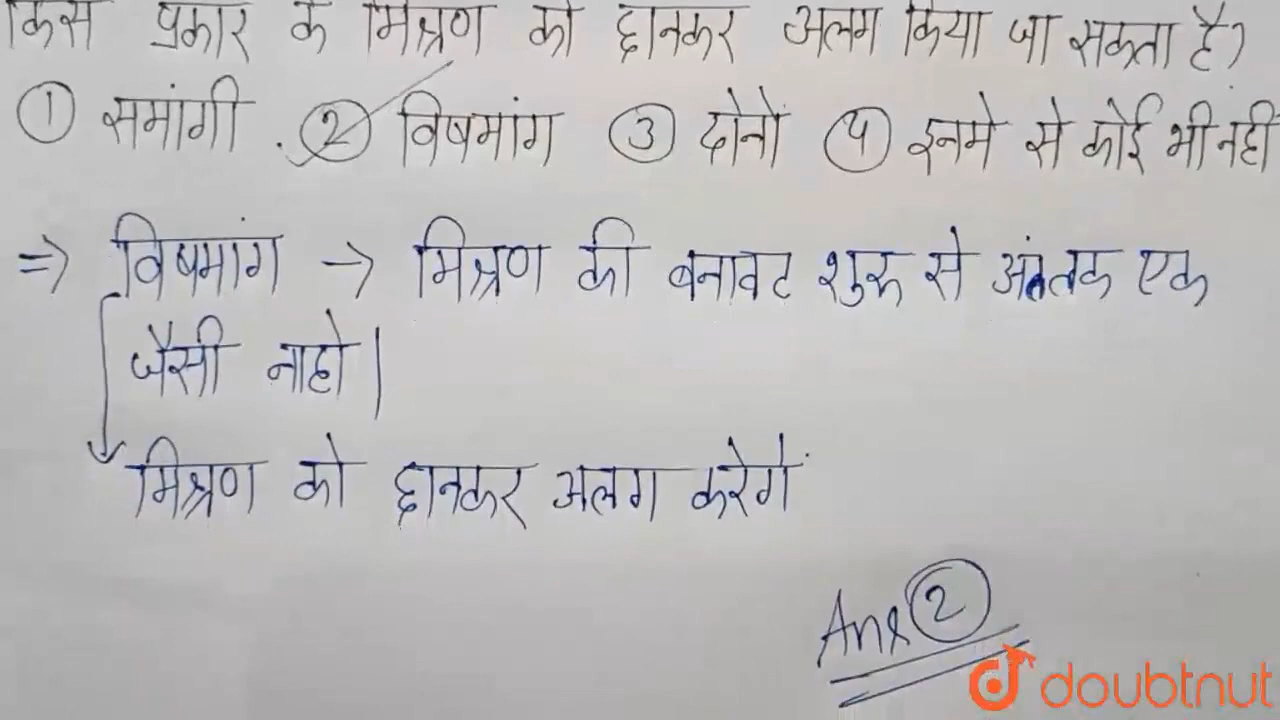 किस प्रकार के मिश्रण को छानकर अलग किया जा सकता है?
① समांगी . ② विषमांग ③ दोनों ④ इनमे से कोई भी नही
⇒ विषमांग → मिश्रण की बनावट शुरू से अंततक एक
जैसी नाहो|
मिश्रण को छानकर अलग करेगें
Ans ②
doubtnut